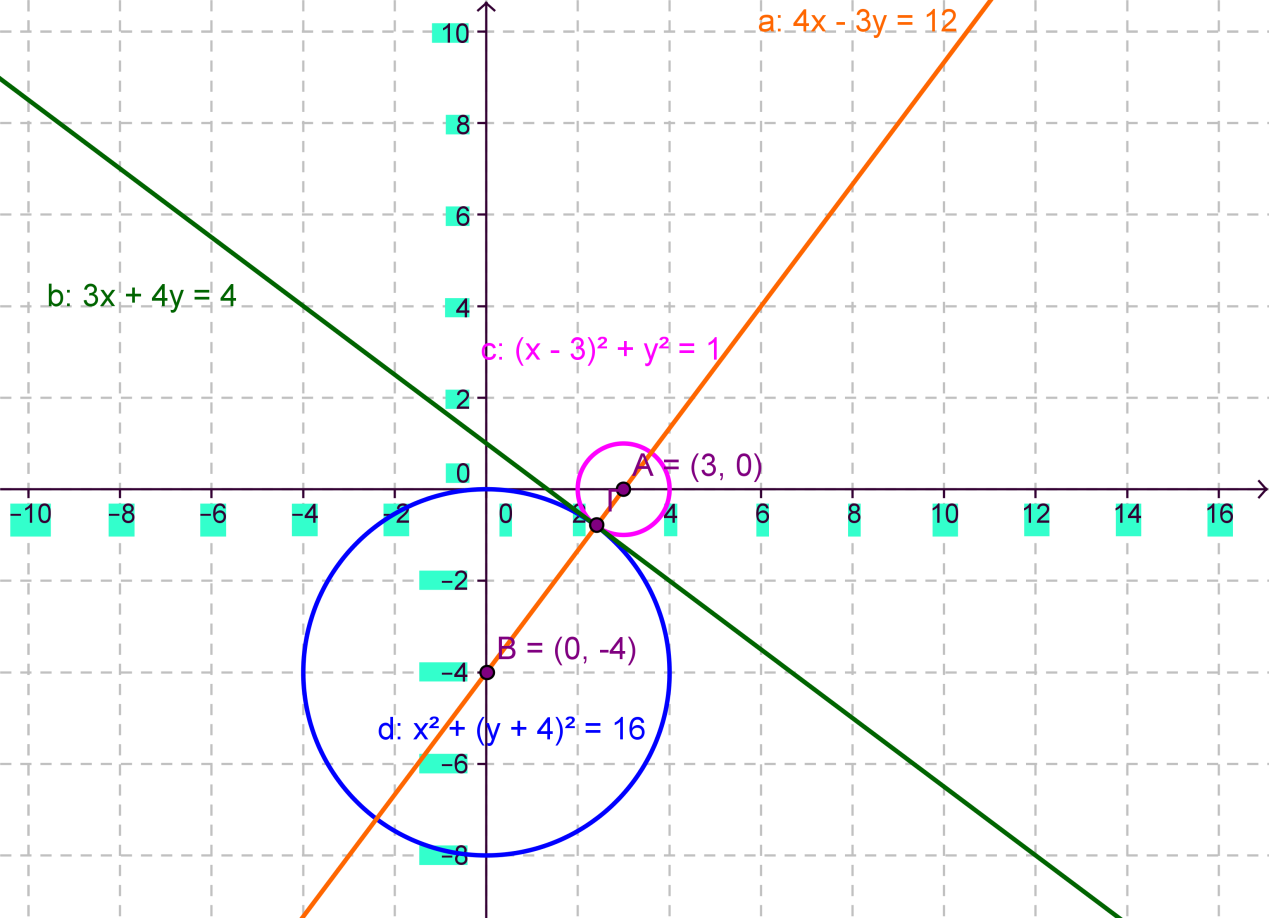 a: 4x - 3y = 12
10
8
6
b: 3x + 4y = 4
4
c: (x - 3)² + y² = 1
2
A = (3, 0)
0
−10 −8 −6 −4 −2 0 2 4 6 8 10 12 14 16
−2
B = (0, -4)
−4
d: x² + (y + 4)² = 16
−6
−8